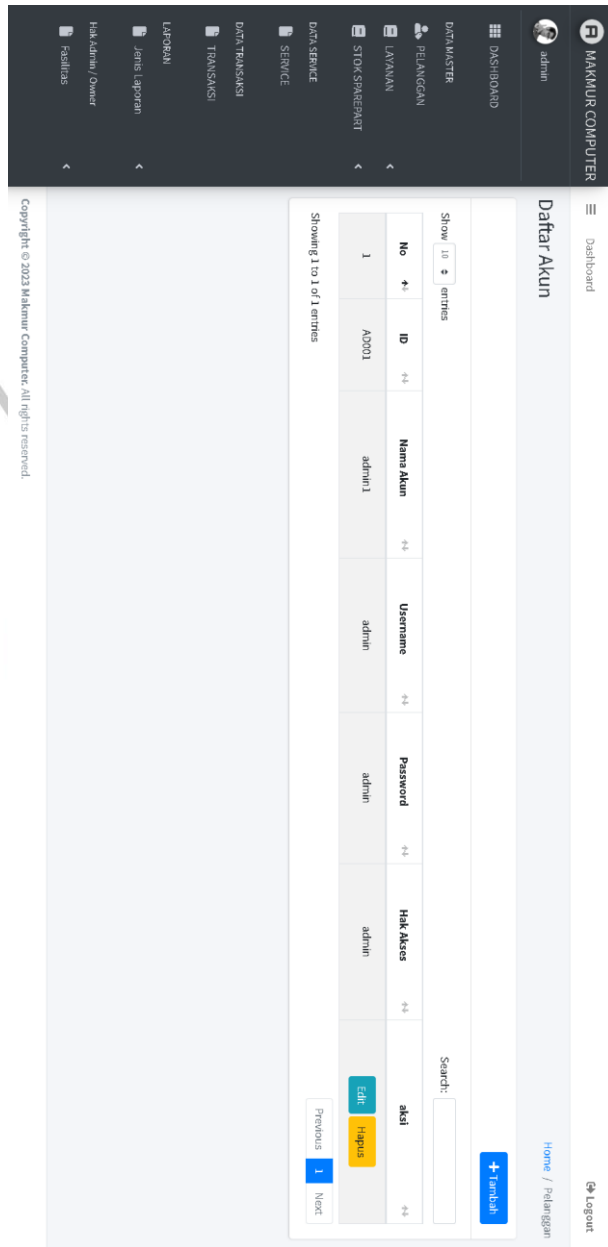 MAKMUR COMPUTER
Dashboard
Logout
admin
DASHBOARD
DATA MASTER
PELANGGAN
LAYANAN
STOK SPAREPART
DATA SERVICE
SERVICE
DATA TRANSAKSI
TRANSAKSI
LAPORAN
Jenis Laporan
Hak Admin / Owner
Fasilitas
Daftar Akun
Home / Pelanggan
+ Tambah
Show 10 entries
Search:
No ID Nama Akun Username Password Hak Akses aksi
1 AD001 admin1 admin admin admin Edit Hapus
Showing 1 to 1 of 1 entries
Previous 1 Next
Copyright © 2023 Makmur Computer. All rights reserved.